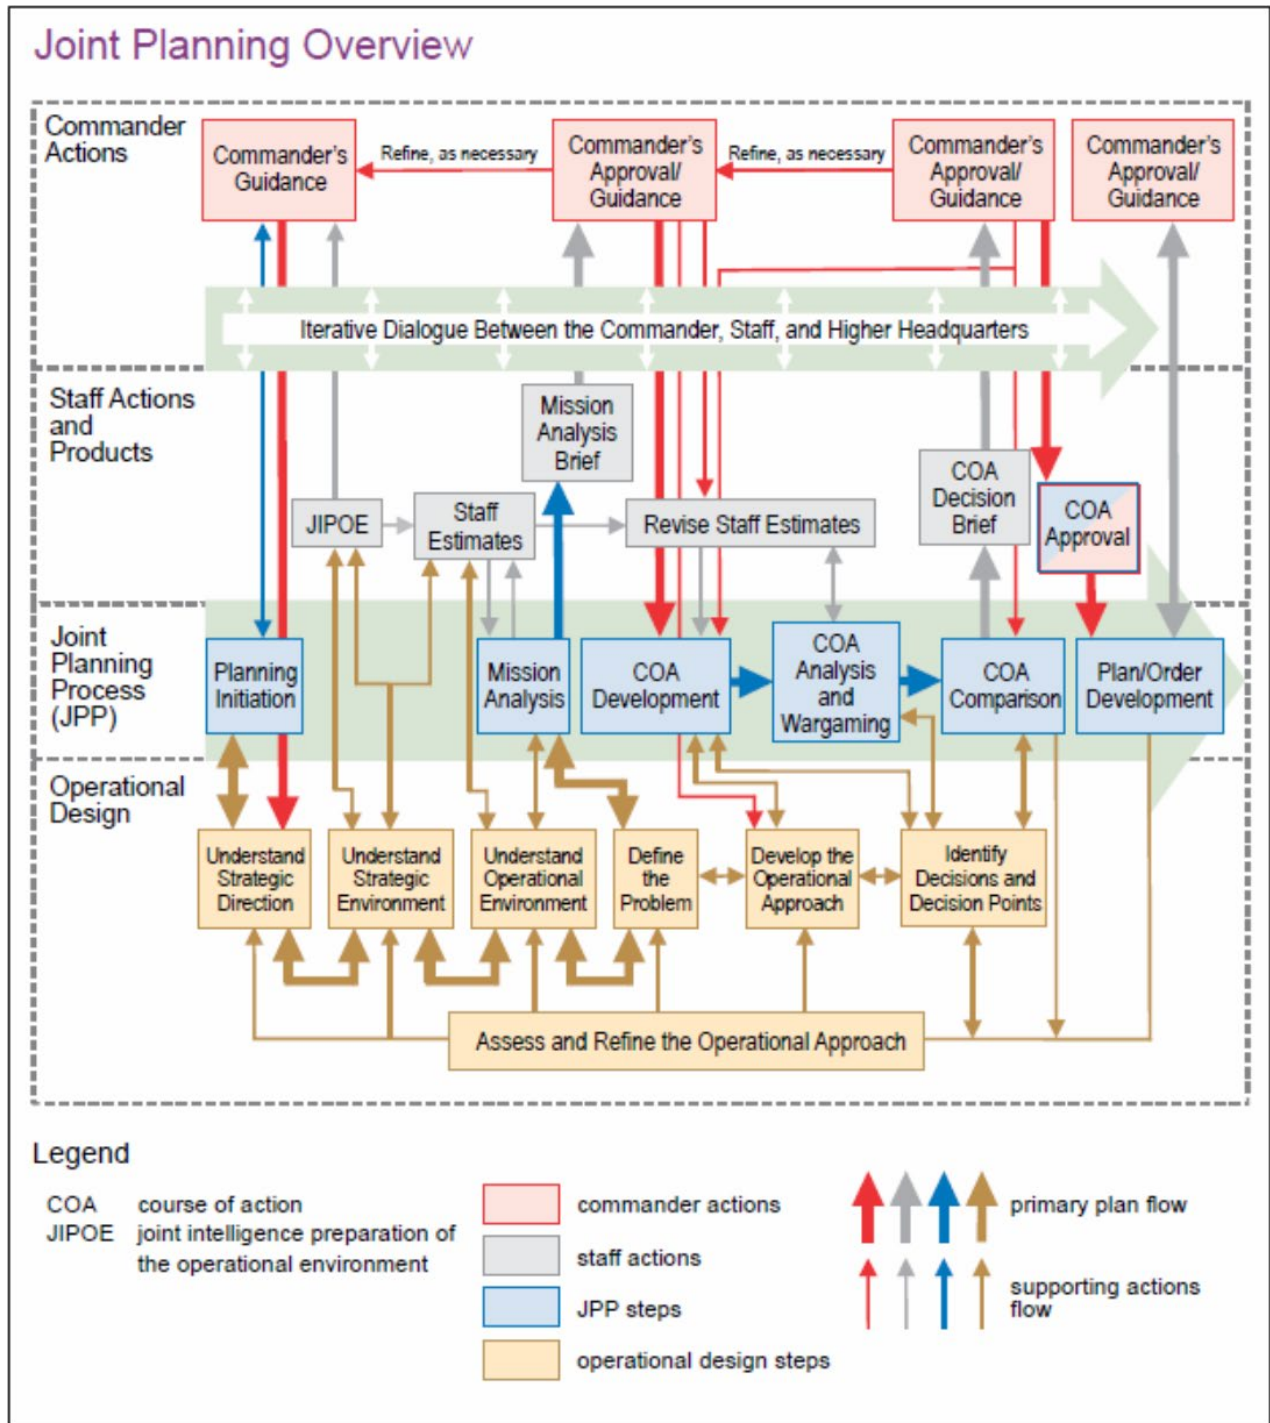 Joint Planning Overview
Commander
Actions
Commander's
Guidance
Refine, as necessary
Commander's
Approval/
Guidance
Refine, as necessary
Commander's
Approval/
Guidance
Commander's
Approval/
Guidance
Iterative Dialogue Between the Commander, Staff, and Higher Headquarters
Staff Actions
and
Products
Mission
Analysis
Brief
JIPOE
Staff
Estimates
Revise Staff Estimates
COA
Decision
Brief
COA
Approval
Joint
Planning
Process
(JPP)
Planning
Initiation
Mission
Analysis
COA
Development
COA
Analysis
and
Wargaming
COA
Comparison
Plan/Order
Development
Operational
Design
Understand
Strategic
Direction
Understand
Strategic
Environment
Understand
Operational
Environment
Define
the
Problem
Develop the
Operational
Approach
Identify
Decisions and
Decision Points
Assess and Refine the Operational Approach
Legend
COA course of action
JIPOE joint intelligence preparation of
the operational environment
commander actions
staff actions
JPP steps
operational design steps
primary plan flow
supporting actions
flow